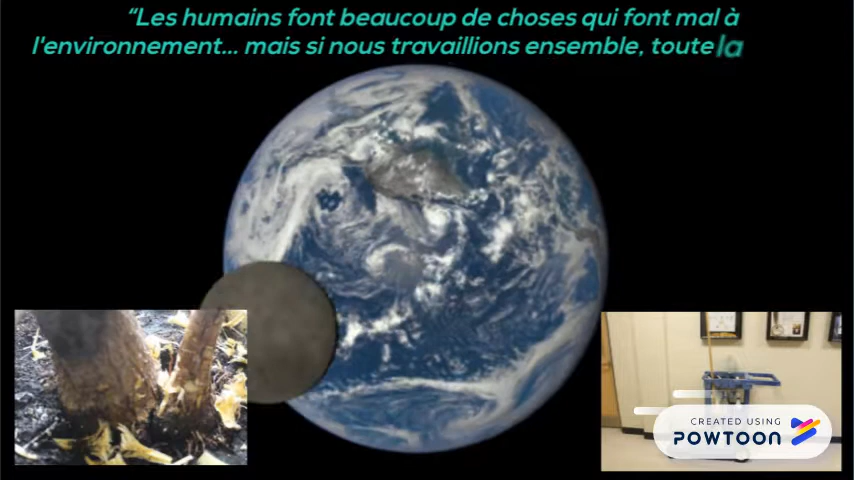 “Les humains font beaucoup de choses qui font mal à
l'environnement... mais si nous travaillions ensemble, toute la
CREATED USING
POWTOON